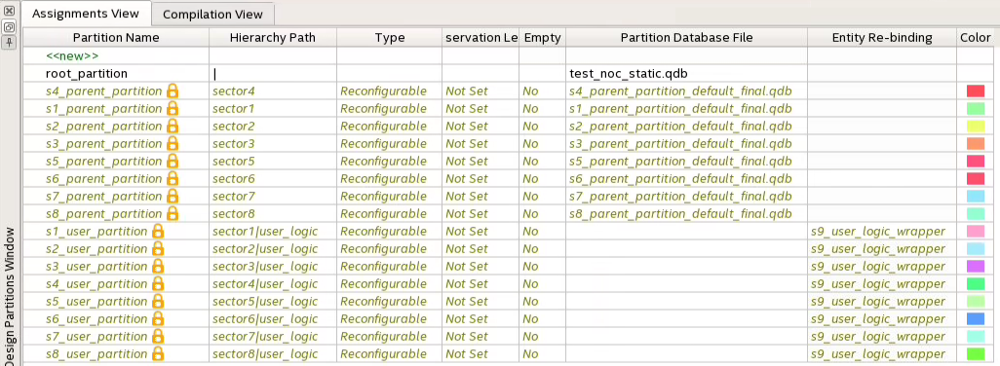 Assignments View Compilation View
Partition Name Hierarchy Path Type servation Le Empty Partition Database File Entity Re-binding Color
<<new>>
root_partition | test_noc_static.qdb
s4_parent_partition sector4 Reconfigurable Not Set No s4_parent_partition_default_final.qdb
s1_parent_partition sector1 Reconfigurable Not Set No s1_parent_partition_default_final.qdb
s2_parent_partition sector2 Reconfigurable Not Set No s2_parent_partition_default_final.qdb
s3_parent_partition sector3 Reconfigurable Not Set No s3_parent_partition_default_final.qdb
s5_parent_partition sector5 Reconfigurable Not Set No s5_parent_partition_default_final.qdb
s6_parent_partition sector6 Reconfigurable Not Set No s6_parent_partition_default_final.qdb
s7_parent_partition sector7 Reconfigurable Not Set No s7_parent_partition_default_final.qdb
s8_parent_partition sector8 Reconfigurable Not Set No s8_parent_partition_default_final.qdb
s1_user_partition sector1|user_logic Reconfigurable Not Set No s9_user_logic_wrapper
s2_user_partition sector2|user_logic Reconfigurable Not Set No s9_user_logic_wrapper
s3_user_partition sector3|user_logic Reconfigurable Not Set No s9_user_logic_wrapper
s4_user_partition sector4|user_logic Reconfigurable Not Set No s9_user_logic_wrapper
s5_user_partition sector5|user_logic Reconfigurable Not Set No s9_user_logic_wrapper
s6_user_partition sector6|user_logic Reconfigurable Not Set No s9_user_logic_wrapper
s7_user_partition sector7|user_logic Reconfigurable Not Set No s9_user_logic_wrapper
s8_user_partition sector8|user_logic Reconfigurable Not Set No s9_user_logic_wrapper
Design Partitions Window